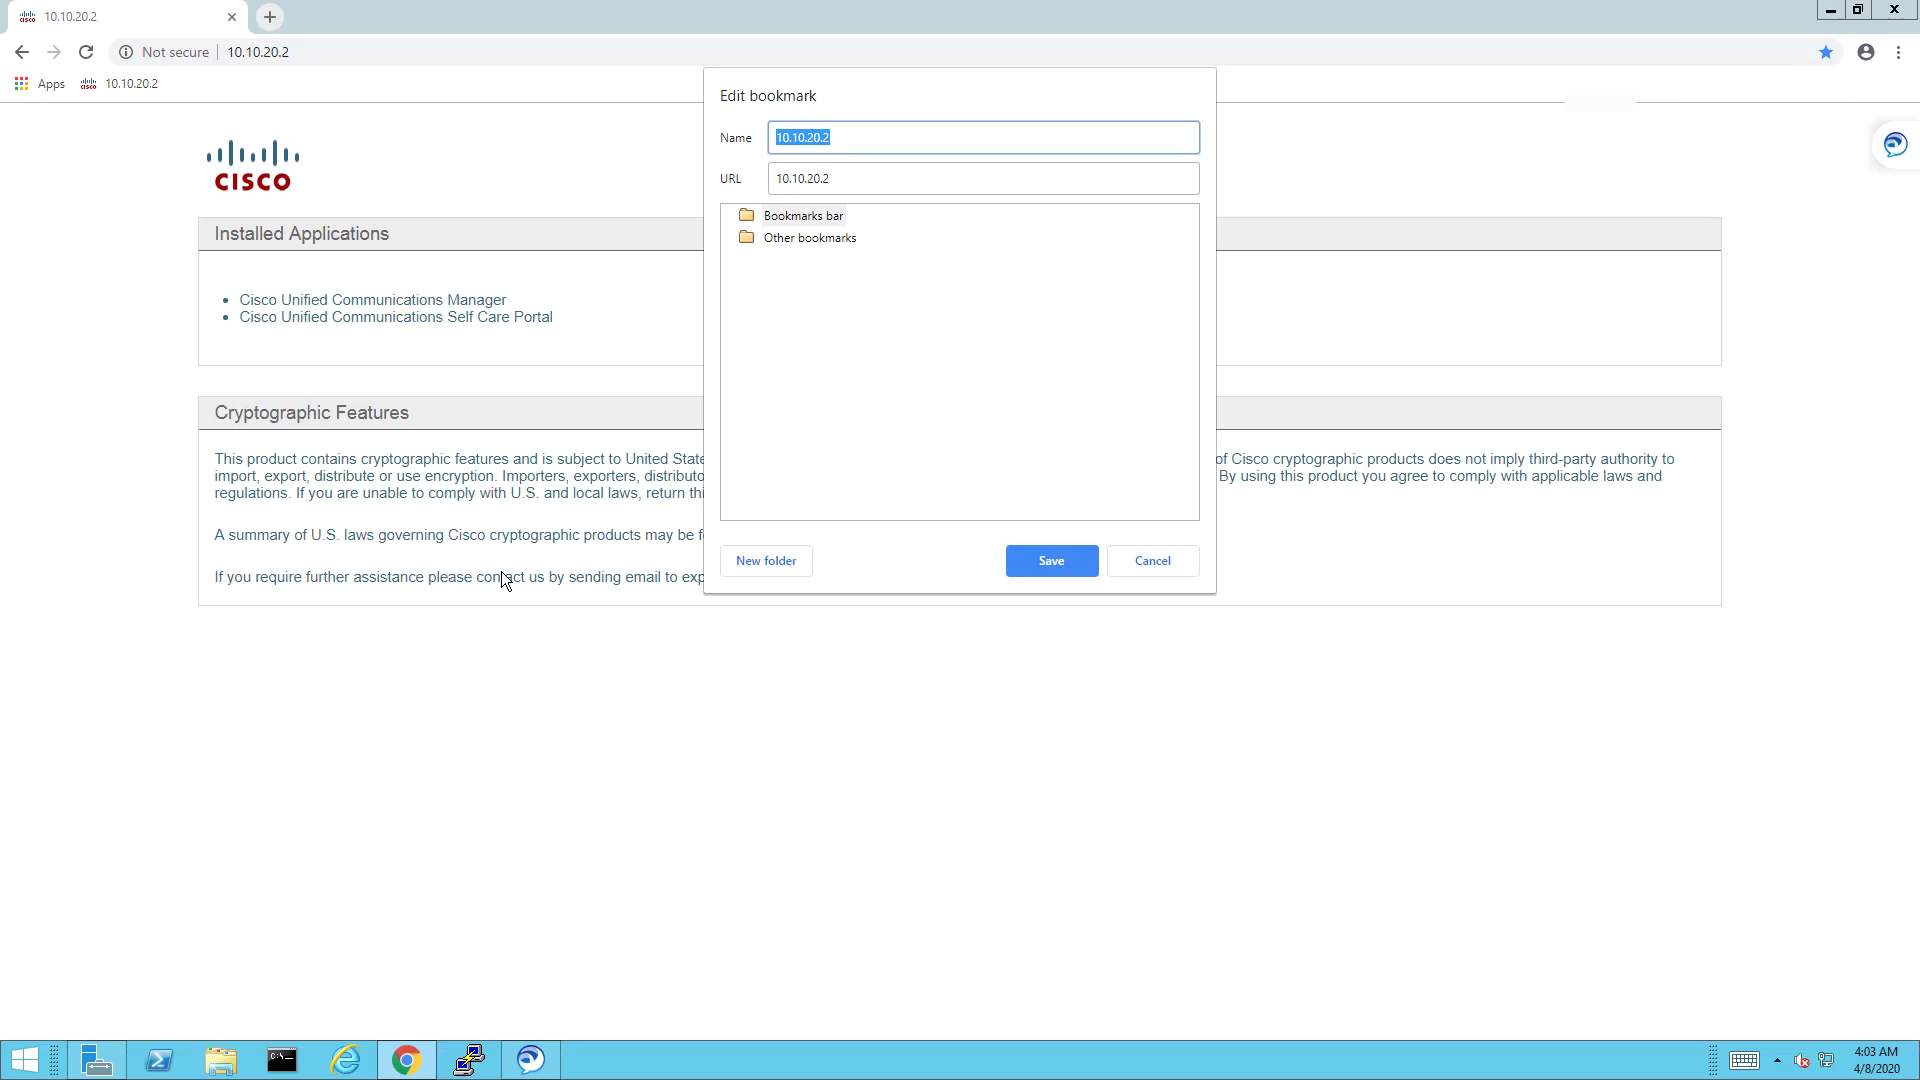 10.10.20.2
Not secure
10.10.20.2
Apps
cisco 10.10.20.2
Edit bookmark
Name 10.10.20.2
URL 10.10.20.2
Bookmarks bar
Other bookmarks
New folder Save Cancel
CISCO
Installed Applications
Cisco Unified Communications Manager
Cisco Unified Communications Self Care Portal
Cryptographic Features
This product contains cryptographic features and is subject to United State of Cisco cryptographic products does not imply third-party authority to
import, export, distribute or use encryption. Importers, exporters, distributo By using this product you agree to comply with applicable laws and
regulations. If you are unable to comply with U.S. and local laws, return thi
A summary of U.S. laws governing Cisco cryptographic products may be f
If you require further assistance please contact us by sending email to exp
C:\
4:03 AM
4/8/2020